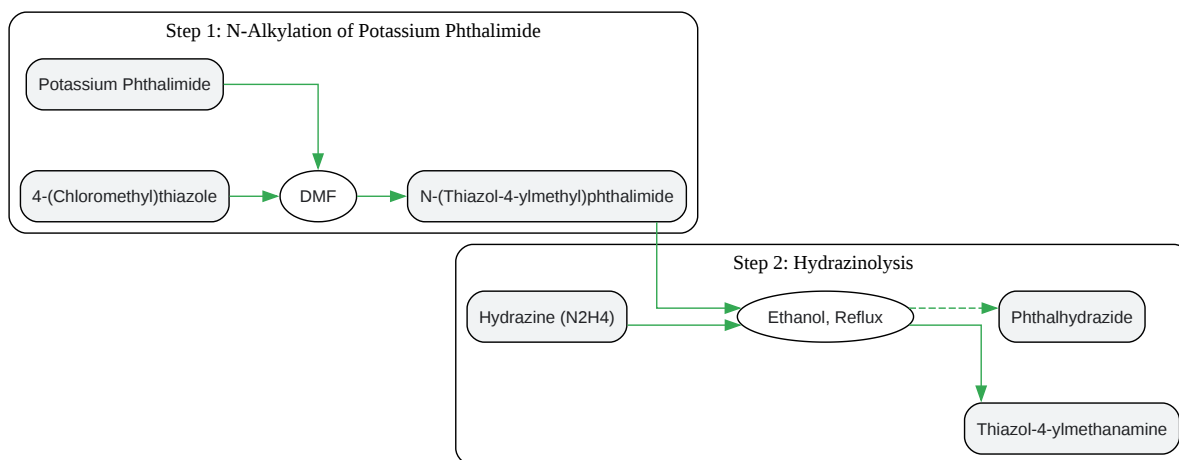 Step 1: N-Alkylation of Potassium Phthalimide
Potassium Phthalimide
4-(Chloromethyl)thiazole
DMF
N-(Thiazol-4-ylmethyl)phthalimide
Step 2: Hydrazinolysis
Hydrazine (N2H4)
Ethanol, Reflux
Phthalhydrazide
Thiazol-4-ylmethanamine